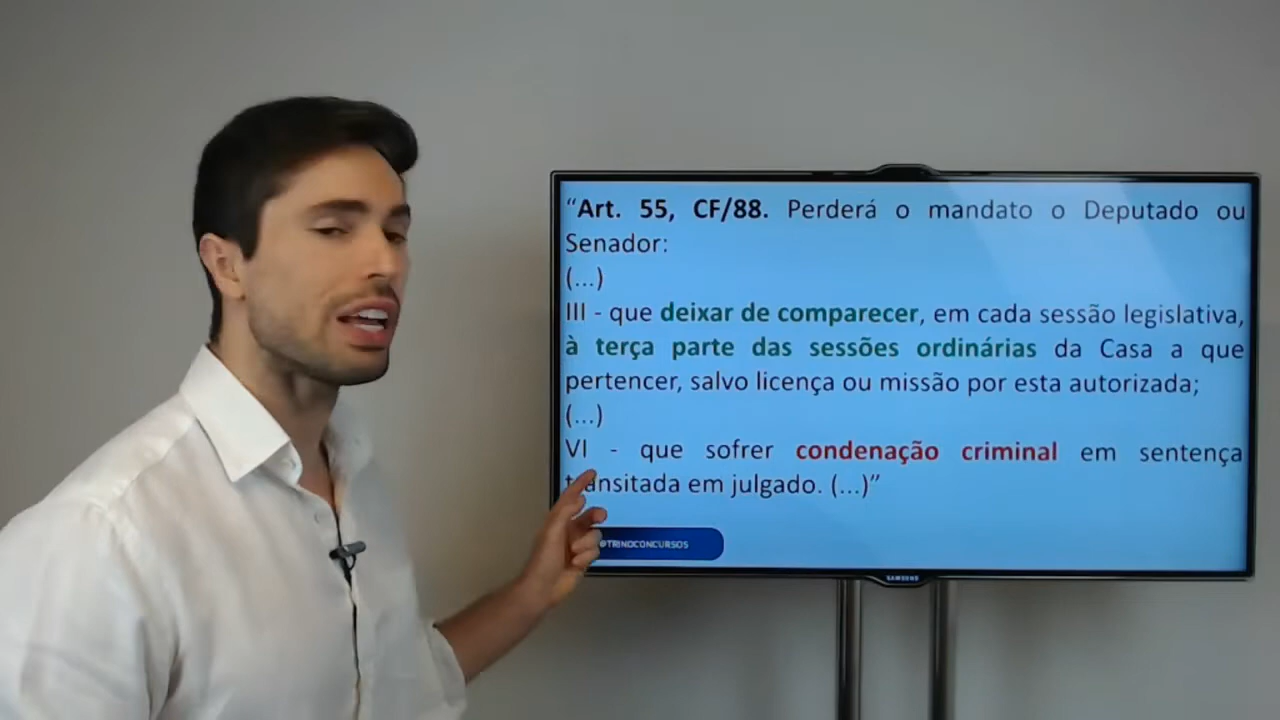 “Art. 55, CF/88. Perderá o mandato o Deputado ou
Senador:
(...)
III - que deixar de comparecer, em cada sessão legislativa,
à terça parte das sessões ordinárias da Casa a que
pertencer, salvo licença ou missão por esta autorizada;
(...)
VI - que sofrer condenação criminal em sentença
transitada em julgado. (...)”
@TRINOCONCURSOS
SAMSUNG